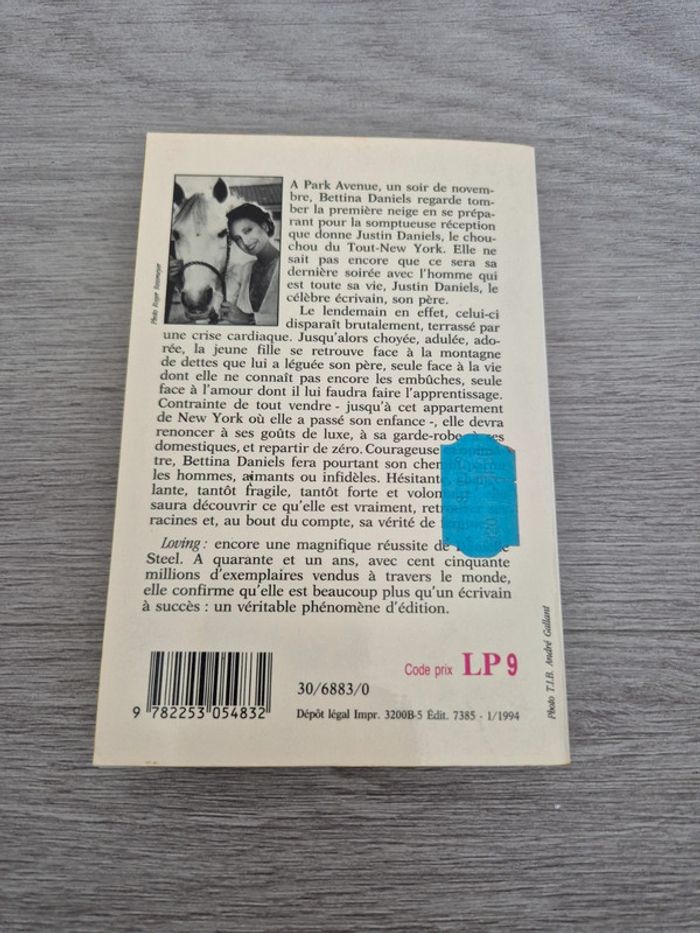 A Park Avenue, un soir de novem-
bre, Bettina Daniels regarde tom-
ber la première neige en se prépa-
rant pour la somptueuse réception
que donne Justin Daniels, le chou-
chou du Tout-New York. Elle ne
sait pas encore que ce sera sa
dernière soirée avec l'homme qui
est toute sa vie, Justin Daniels, le
célèbre écrivain, son père.
Le lendemain en effet, celui-ci
disparaît brutalement, terrassé par
une crise cardiaque. Jusqu'alors choyée, adulée, ado-
rée, la jeune fille se retrouve face à la montagne
de dettes que lui a léguée son père, seule face à la vie
dont elle ne connaît pas encore les embûches, seule
face à l'amour dont il lui faudra faire l'apprentissage.
Contrainte de tout vendre - jusqu'à cet appartement
de New York où elle a passé son enfance -, elle devra
renoncer à ses goûts de luxe, à sa garde-robe, à ses
domestiques, et repartir de zéro. Courageuse
tre, Bettina Daniels fera pourtant son
les hommes, aimants ou infidèles.
lante, tantôt fragile, tantôt forte et
saura découvrir ce qu'elle est vraiment, ses
racines et, au bout du compte, sa vérité de
Loving : encore une magnifique réussite de
Steel. A quarante et un ans, avec cent cinquante
millions d'exemplaires vendus à travers le monde,
elle confirme qu'elle est beaucoup plus qu'un écrivain
à succès : un véritable phénomène d'édition.
Code prix LP 9
30/6883/0
9 782253 054832
Dépôt légal Impr. 3200B-5 Édit. 7385 - 1/1994
Photo T.I.B. André Gallant